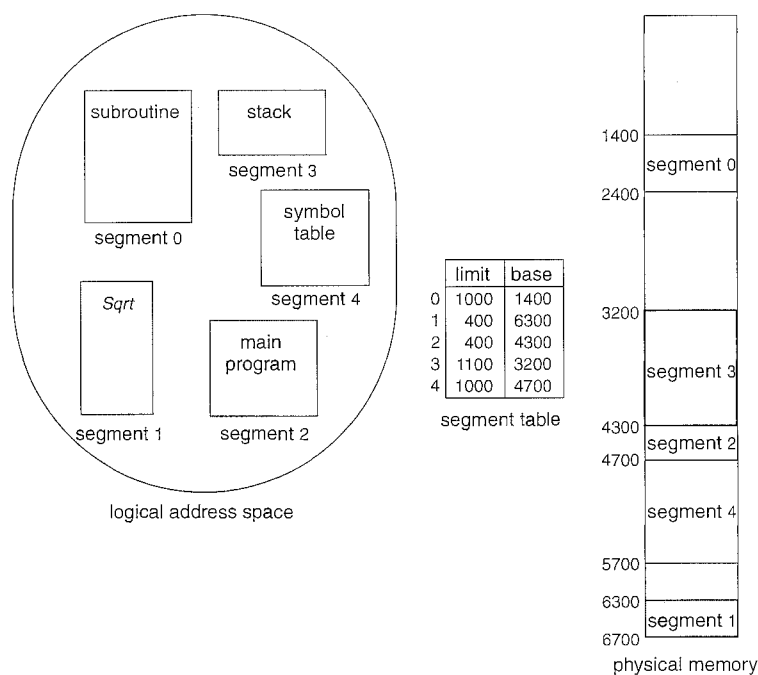 subroutine
segment 0
stack
segment 3
symbol
table
segment 4
Sqrt
segment 1
main
program
segment 2
logical address space
limit base
0 1000 1400
1 400 6300
2 400 4300
3 1100 3200
4 1000 4700
segment table
1400
segment 0
2400
3200
segment 3
4300
segment 2
4700
segment 4
5700
6300
segment 1
6700
physical memory